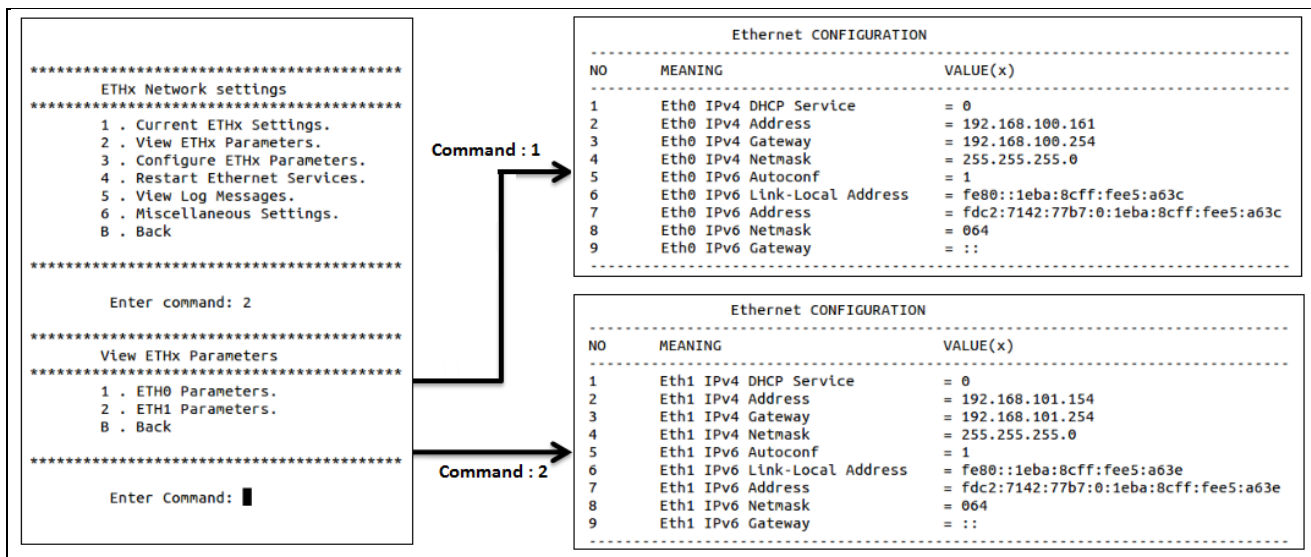 ******************************************
ETHx Network settings
******************************************
1 . Current ETHx Settings.
2 . View ETHx Parameters.
3 . Configure ETHx Parameters.
4 . Restart Ethernet Services.
5 . View Log Messages.
6 . Miscellaneous Settings.
B . Back
******************************************
Enter command: 2
******************************************
View ETHx Parameters
******************************************
1 . ETH0 Parameters.
2 . ETH1 Parameters.
B . Back
******************************************
Enter Command:
Command : 1
Command : 2
Ethernet CONFIGURATION
--------------------------------------------------------------------------------
NO MEANING VALUE(x)
--------------------------------------------------------------------------------
1 Eth0 IPv4 DHCP Service = 0
2 Eth0 IPv4 Address = 192.168.100.161
3 Eth0 IPv4 Gateway = 192.168.100.254
4 Eth0 IPv4 Netmask = 255.255.255.0
5 Eth0 IPv6 Autoconf = 1
6 Eth0 IPv6 Link-Local Address = fe80::1eba:8cff:fee5:a63c
7 Eth0 IPv6 Address = fdc2:7142:77b7:0:1eba:8cff:fee5:a63c
8 Eth0 IPv6 Netmask = 064
9 Eth0 IPv6 Gateway = ::
--------------------------------------------------------------------------------
Ethernet CONFIGURATION
--------------------------------------------------------------------------------
NO MEANING VALUE(x)
--------------------------------------------------------------------------------
1 Eth1 IPv4 DHCP Service = 0
2 Eth1 IPv4 Address = 192.168.101.154
3 Eth1 IPv4 Gateway = 192.168.101.254
4 Eth1 IPv4 Netmask = 255.255.255.0
5 Eth1 IPv6 Autoconf = 1
6 Eth1 IPv6 Link-Local Address = fe80::1eba:8cff:fee5:a63e
7 Eth1 IPv6 Address = fdc2:7142:77b7:0:1eba:8cff:fee5:a63e
8 Eth1 IPv6 Netmask = 064
9 Eth1 IPv6 Gateway = ::
--------------------------------------------------------------------------------